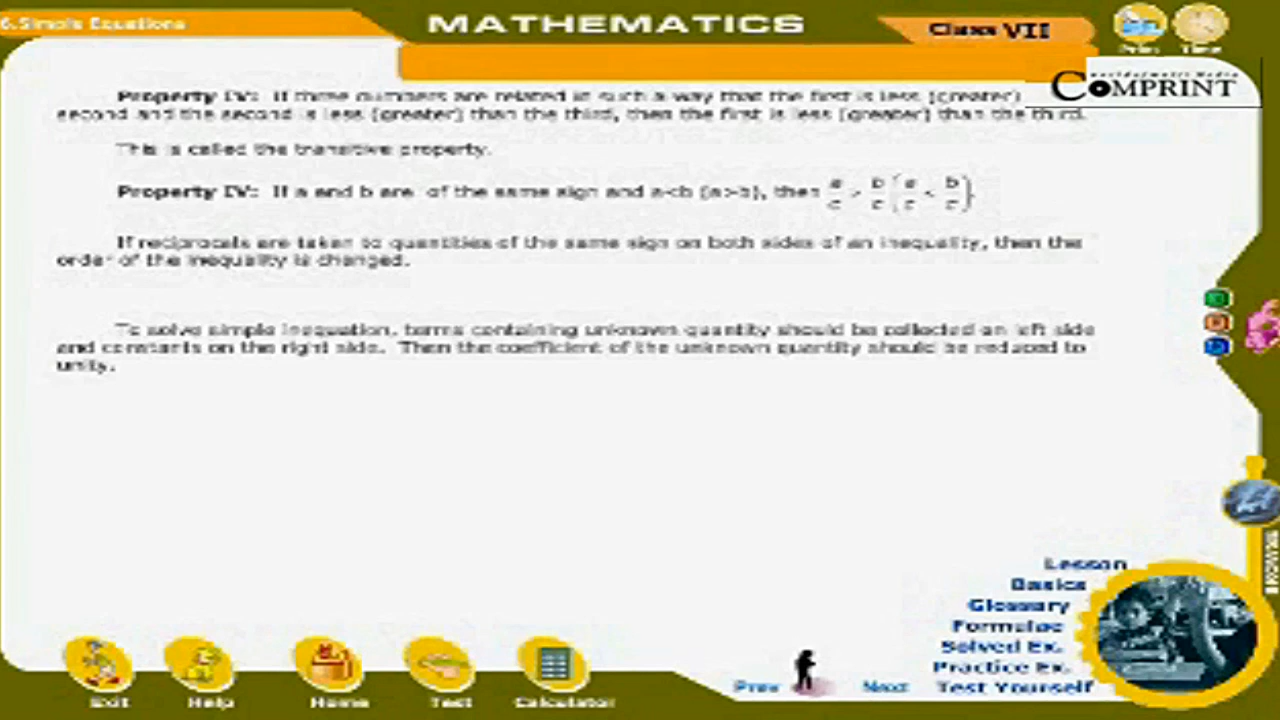 6.Simple Equations
MATHEMATICS
Class VII
Print
Time
COMPRINT
Property IV: If three numbers are related in such a way that the first is less (greater)
second and the second is less (greater) than the third, then the first is less (greater) than the third.
This is called the transitive property.
Property IV: If a and b are of the same sign and a<b (a>b), then a/c > b/c (a/c < b/c)
If reciprocals are taken to quantities of the same sign on both sides of an inequality, then the
order of the inequality is changed.
To solve simple inequation, terms containing unknown quantity should be collected on left side
and constants on the right side. Then the coefficient of the unknown quantity should be reduced to
unity.
Lesson
Basics
Glossary
Formulae
Solved Ex.
Practice Ex.
Test Yourself
Prev
Next
Exit
Help
Home
Test
Calculator